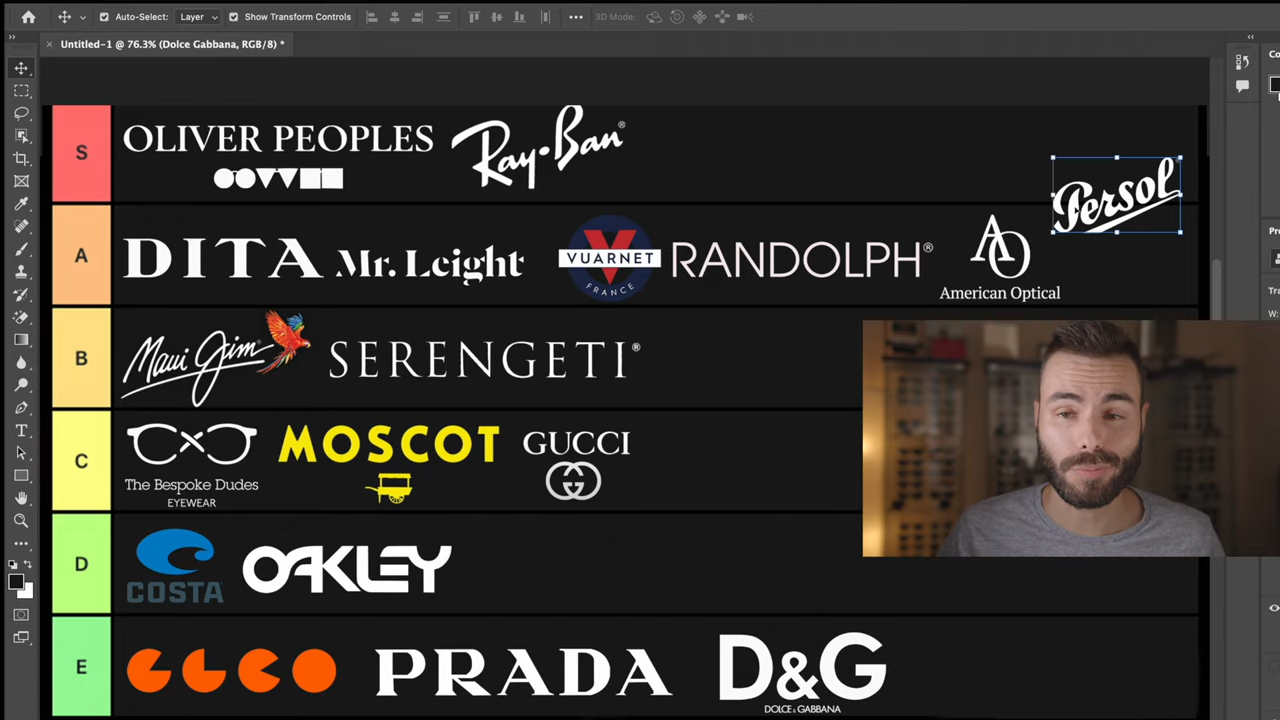 Auto-Select:
Layer
Show Transform Controls
3D Mode:
Untitled-1 @ 76.3% (Dolce Gabbana, RGB/8) *
S
OLIVER PEOPLES
Ray-Ban®
Persol
A
DITA
Mr. Leight
VUARNET
FRANCE
RANDOLPH®
AO
American Optical
B
Maui Jim®
SERENGETI®
C
The Bespoke Dudes
EYEWEAR
MOSCOT
GUCCI
D
COSTA
OAKLEY
E
PRADA
D&G
DOLCE & GABBANA
W: